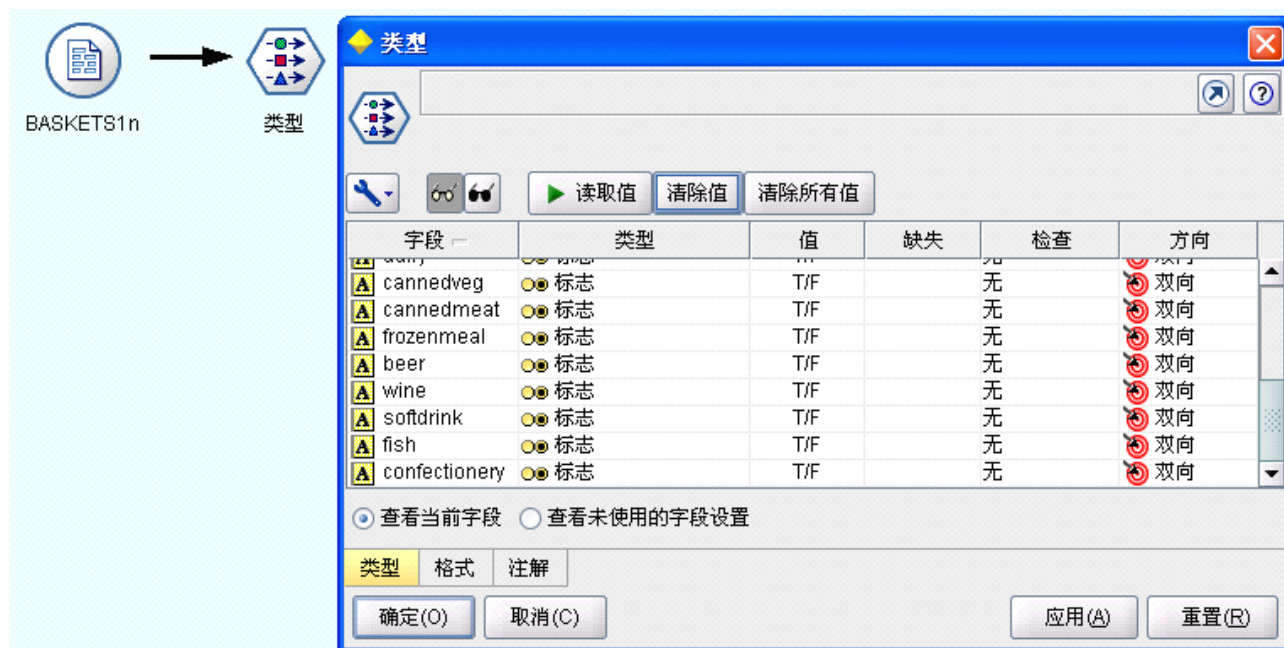 类型
BASKETS1n
类型
读取值 清除值 清除所有值
字段 类型 值 缺失 检查 方向
cannedveg 标志 T/F 无 双向
cannedmeat 标志 T/F 无 双向
frozenmeal 标志 T/F 无 双向
beer 标志 T/F 无 双向
wine 标志 T/F 无 双向
softdrink 标志 T/F 无 双向
fish 标志 T/F 无 双向
confectionery 标志 T/F 无 双向
查看当前字段 查看未使用的字段设置
类型 格式 注解
确定(O) 取消(C) 应用(A) 重置(R)